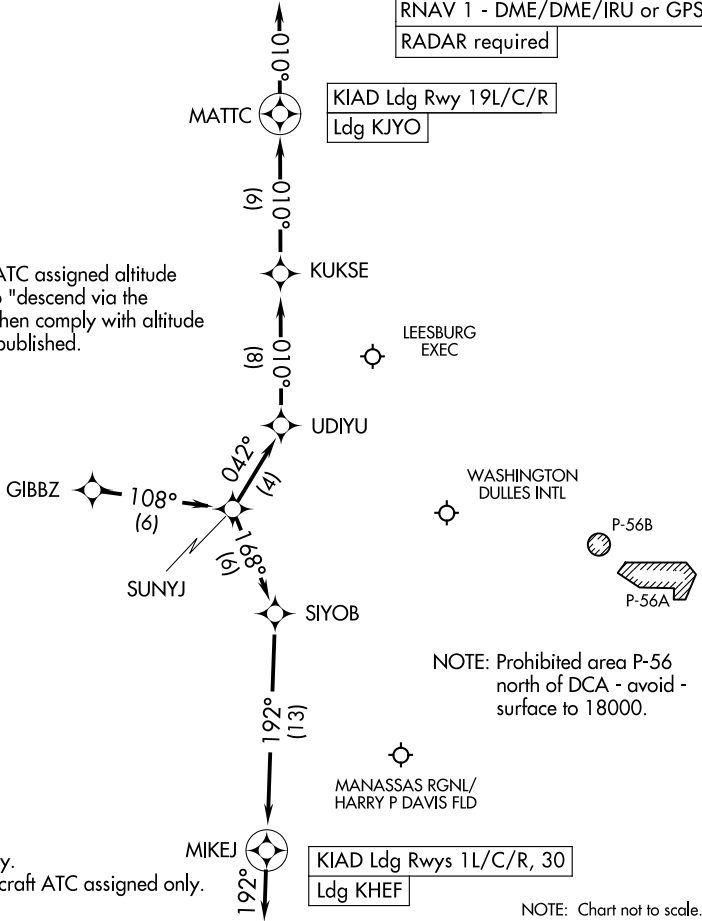 RNAV 1 - DME/DME/IRU or GPS
RADAR required
010°
MATTC
KIAD Ldg Rwy 19L/C/R
Ldg KJYO
010°
(9)
KUKSE
ATC assigned altitude
"descend via the
then comply with altitude
published.
LEESBURG
EXEC
010°
(8)
UDIYU
042°
(4)
GIBBZ
108°
(6)
WASHINGTON
DULLES INTL
P-56B
P-56A
168°
(6)
SUNYJ
SIYOB
NOTE: Prohibited area P-56
north of DCA - avoid -
surface to 18000.
192°
(13)
MANASSAS RGNL/
HARRY P DAVIS FLD
MIKEJ
KIAD Ldg Rwys 1L/C/R, 30
Ldg KHEF
y.
craft ATC assigned only.
192°
NOTE: Chart not to scale.